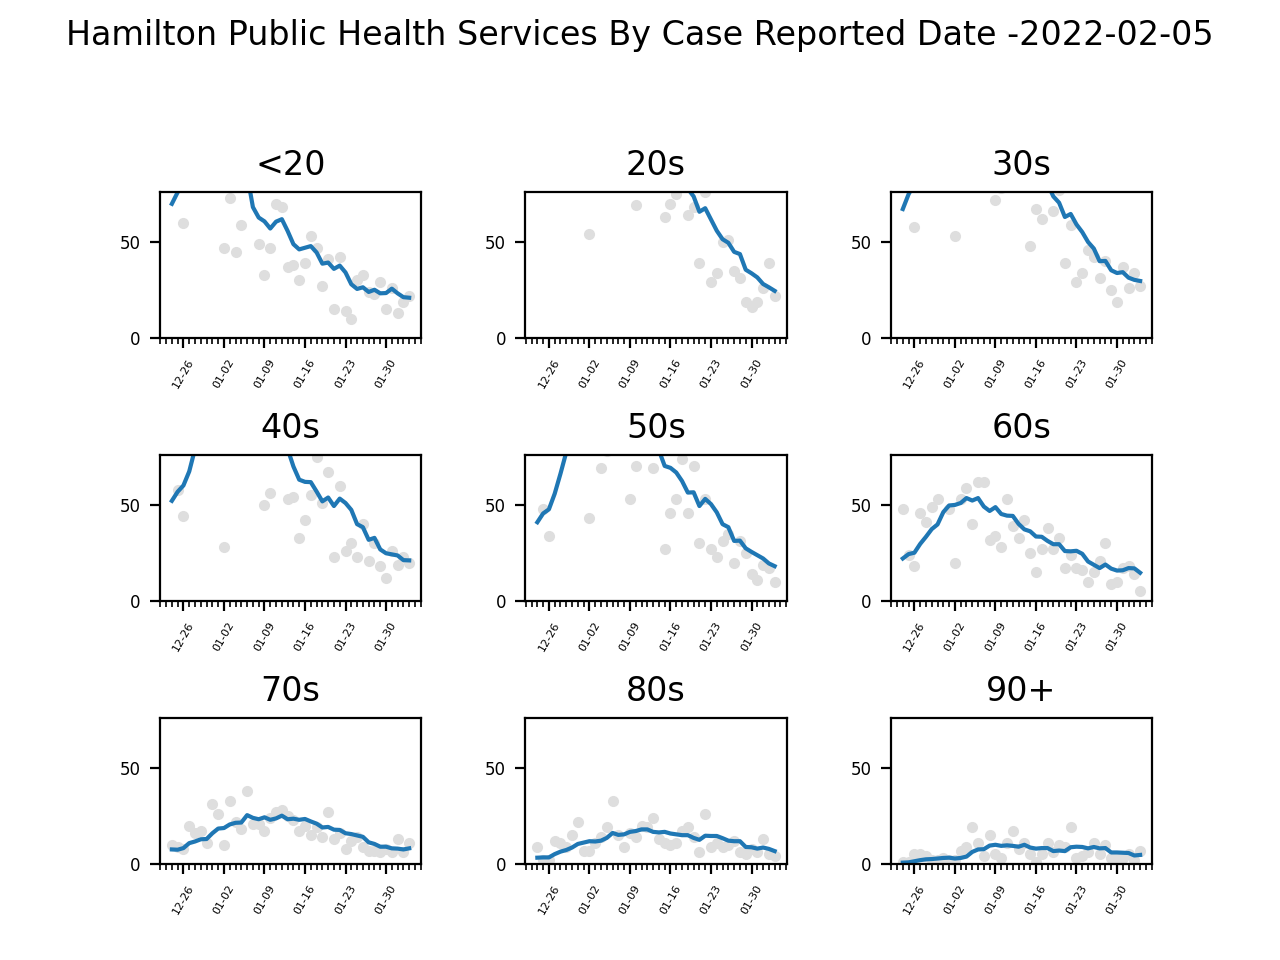 Hamilton Public Health Services By Case Reported Date -2022-02-05
<20 20s 30s
50 50 50
0 0 0
12-26 01-02 01-09 01-16 01-23 01-30 12-26 01-02 01-09 01-16 01-23 01-30 12-26 01-02 01-09 01-16 01-23 01-30
40s 50s 60s
50 50 50
0 0 0
12-26 01-02 01-09 01-16 01-23 01-30 12-26 01-02 01-09 01-16 01-23 01-30 12-26 01-02 01-09 01-16 01-23 01-30
70s 80s 90+
50 50 50
0 0 0
12-26 01-02 01-09 01-16 01-23 01-30 12-26 01-02 01-09 01-16 01-23 01-30 12-26 01-02 01-09 01-16 01-23 01-30